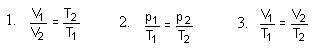 1. V₁/V₂ = T₂/T₁ 2. p₁/T₁ = p₂/T₂ 3. V₁/T₁ = V₂/T₂